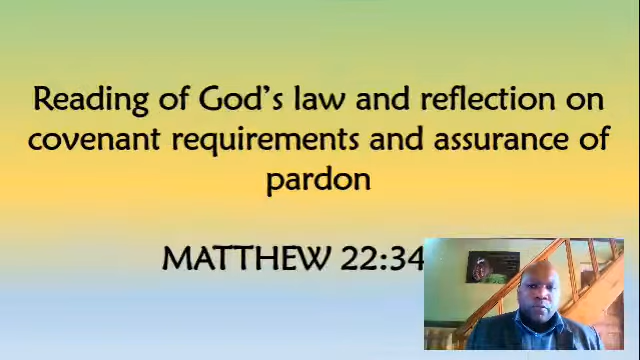 Reading of God's law and reflection on
covenant requirements and assurance of
pardon
MATTHEW 22:34